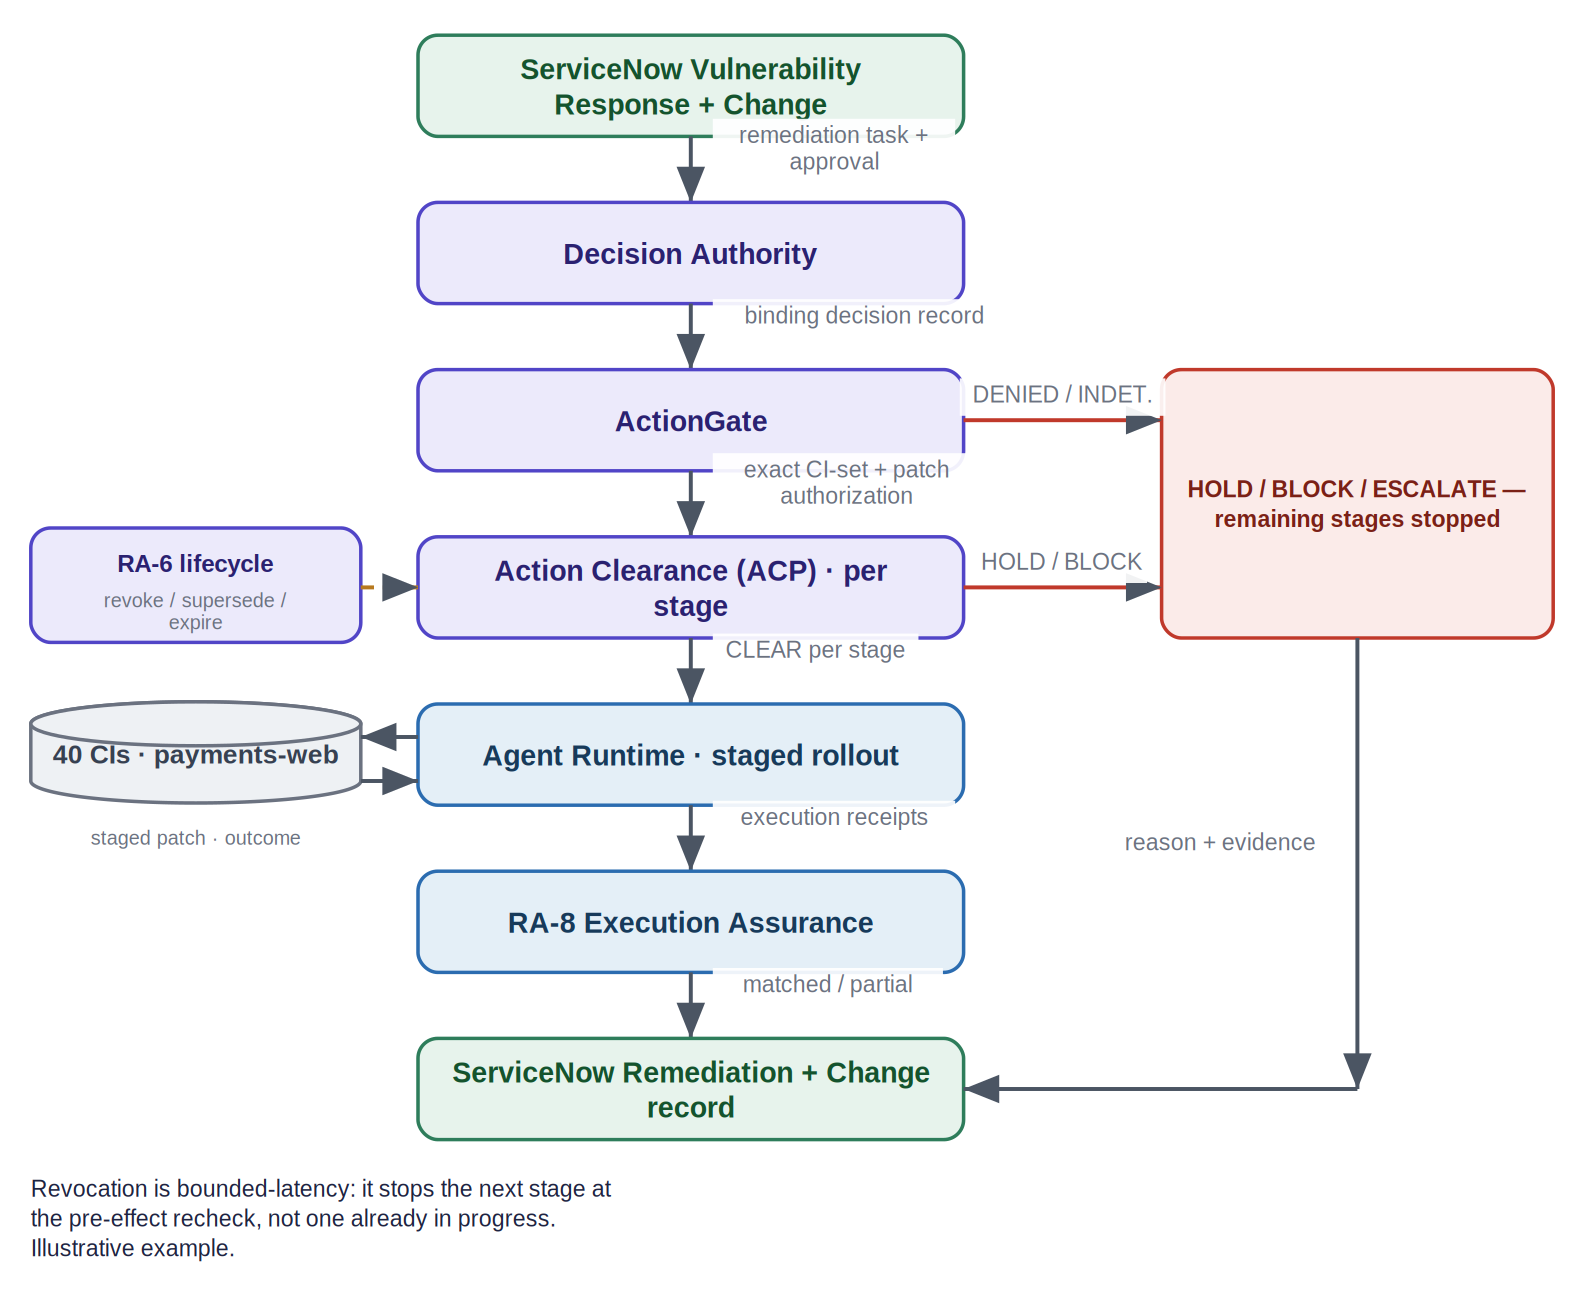 ServiceNow Vulnerability
Response + Change
remediation task +
approval
Decision Authority
binding decision record
ActionGate
DENIED / INDET.
exact CI-set + patch
authorization
HOLD / BLOCK / ESCALATE —
remaining stages stopped
RA-6 lifecycle
revoke / supersede /
expire
Action Clearance (ACP) · per
stage
HOLD / BLOCK
CLEAR per stage
40 CIs · payments-web
staged patch · outcome
Agent Runtime · staged rollout
execution receipts
reason + evidence
RA-8 Execution Assurance
matched / partial
ServiceNow Remediation + Change
record
Revocation is bounded-latency: it stops the next stage at
the pre-effect recheck, not one already in progress.
Illustrative example.